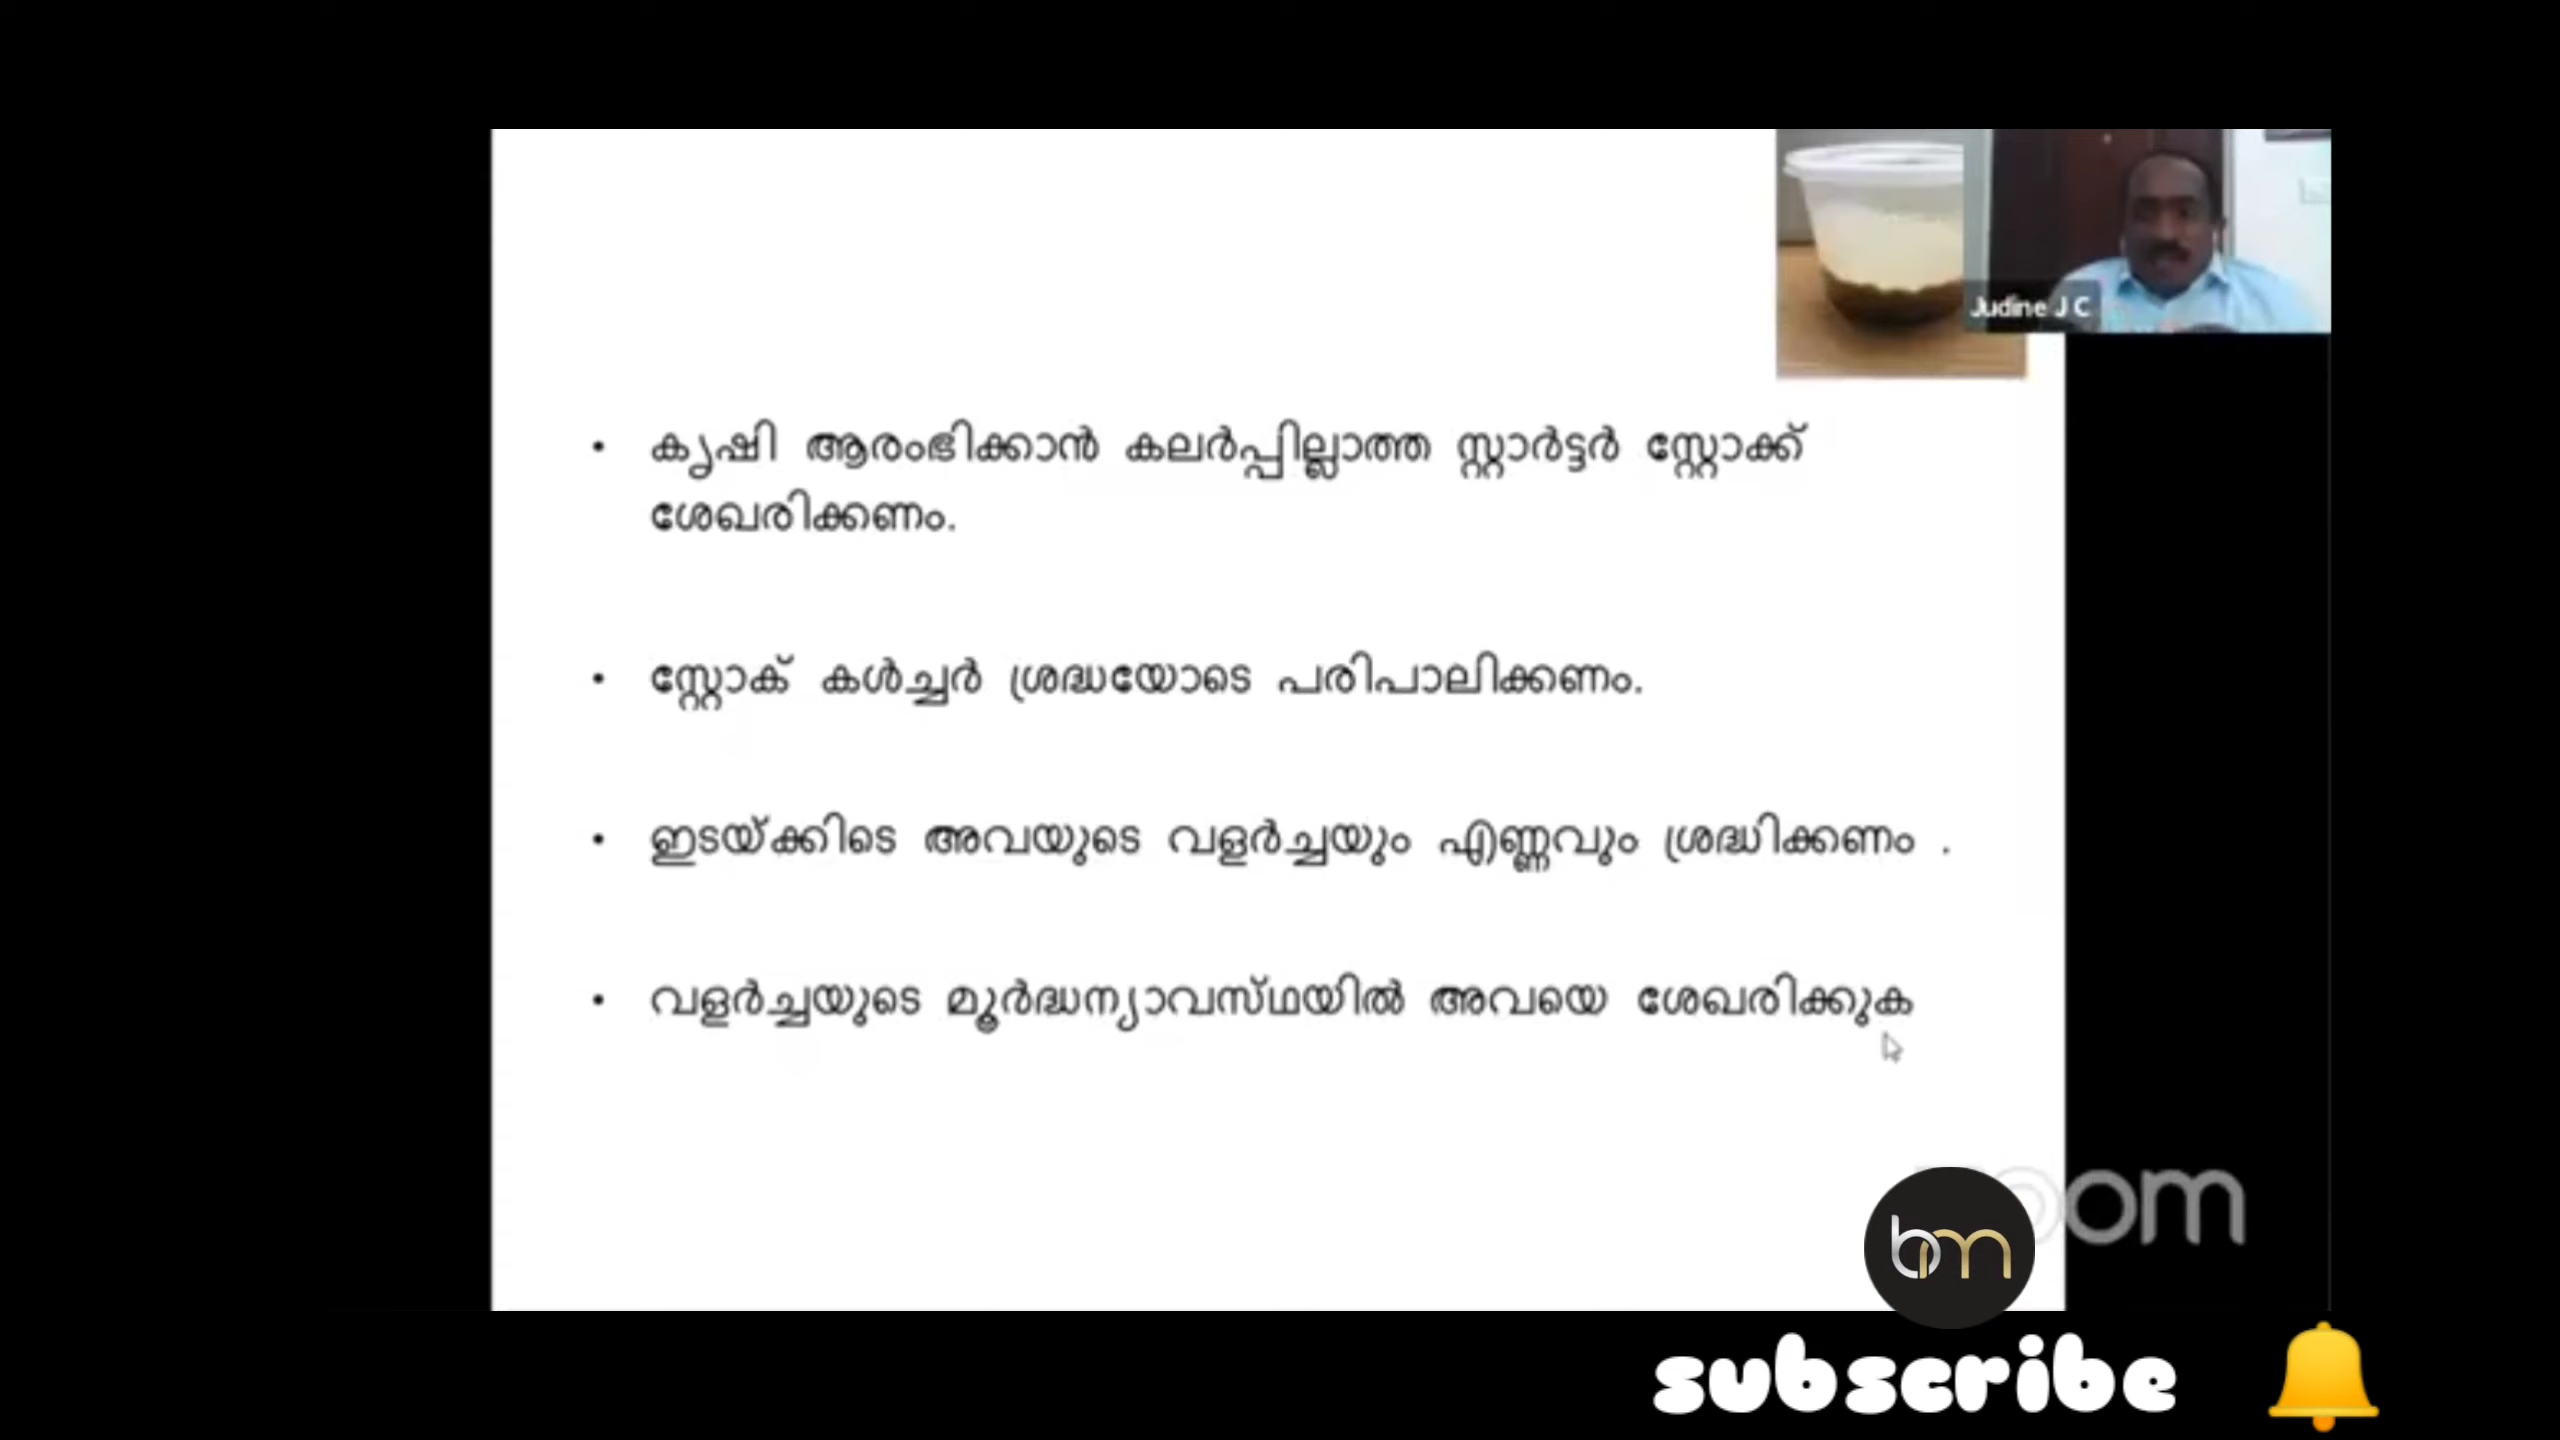 Judine J C
• കൃഷി ആരംഭിക്കാൻ കലർപ്പില്ലാത്ത സ്റ്റാർട്ടർ സ്റ്റോക്ക്
ശേഖരിക്കണം.
• സ്റ്റോക് കൾച്ചർ ശ്രദ്ധയോടെ പരിപാലിക്കണം.
• ഇടയ്ക്കിടെ അവയുടെ വളർച്ചയും എണ്ണവും ശ്രദ്ധിക്കണം .
• വളർച്ചയുടെ മൂർദ്ധന്യാവസ്ഥയിൽ അവയെ ശേഖരിക്കുക
bm
subscribe